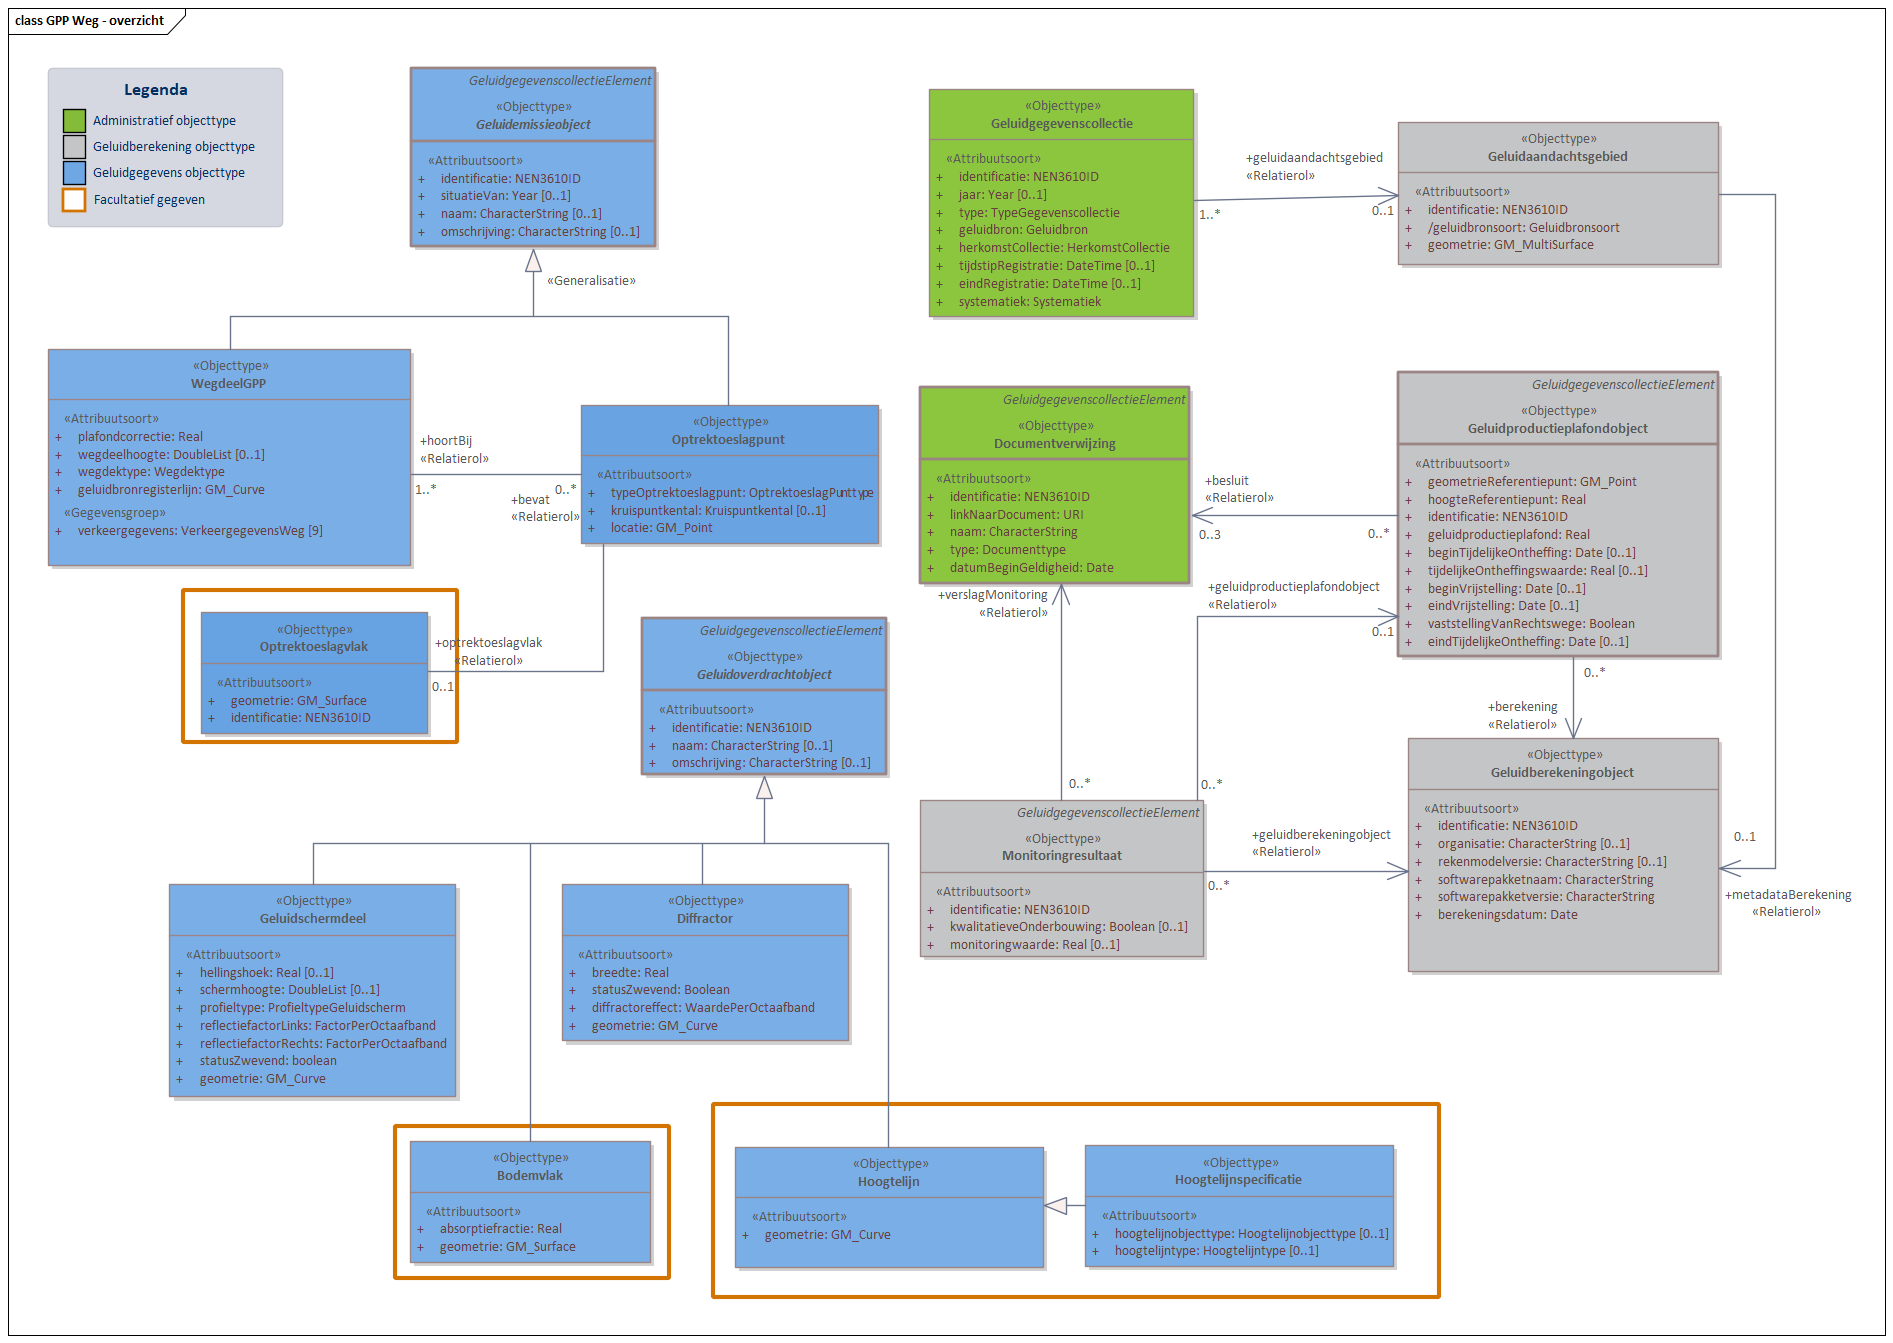 class GPP Weg - overzicht
Legenda
Administratief objecttype
Geluidberekening objecttype
Geluidgegevens objecttype
Facultatief gegeven
GeluidgegevenscollectieElement
«Objecttype»
Geluidemissieobject
«Attribuutsoort»
+ identificatie: NEN3610ID
+ situatieVan: Year [0..1]
+ naam: CharacterString [0..1]
+ omschrijving: CharacterString [0..1]
«Generalisatie»
«Objecttype»
WegdeelGPP
«Attribuutsoort»
+ plafondcorrectie: Real
+ wegdeelhoogte: DoubleList [0..1]
+ wegdektype: Wegdektype
+ geluidbronregisterlijn: GM_Curve
«Gegevensgroep»
+ verkeergegevens: VerkeergegevensWeg [9]
+hoortBij
«Relatierol»
1..*
0..*
+bevat
«Relatierol»
«Objecttype»
Optrektoeslagpunt
«Attribuutsoort»
+ typeOptrektoeslagpunt: OptrektoeslagPunttype
+ kruispuntkental: Kruispuntkental [0..1]
+ locatie: GM_Point
«Objecttype»
Optrektoeslagvlak
«Attribuutsoort»
+ geometrie: GM_Surface
+ identificatie: NEN3610ID
+optrektoeslagvlak
«Relatierol»
0..1
GeluidgegevenscollectieElement
«Objecttype»
Geluidoverdrachtobject
«Attribuutsoort»
+ identificatie: NEN3610ID
+ naam: CharacterString [0..1]
+ omschrijving: CharacterString [0..1]
«Objecttype»
Geluidschermdeel
«Attribuutsoort»
+ hellingshoek: Real [0..1]
+ schermhoogte: DoubleList [0..1]
+ profieltype: ProfieltypeGeluidscherm
+ reflectiefactorLinks: FactorPerOctaafband
+ reflectiefactorRechts: FactorPerOctaafband
+ statusZwevend: boolean
+ geometrie: GM_Curve
«Objecttype»
Diffractor
«Attribuutsoort»
+ breedte: Real
+ statusZwevend: Boolean
+ diffractoreffect: WaardePerOctaafband
+ geometrie: GM_Curve
«Objecttype»
Bodemvlak
«Attribuutsoort»
+ absorptiefractie: Real
+ geometrie: GM_Surface
«Objecttype»
Hoogtelijn
«Attribuutsoort»
+ geometrie: GM_Curve
«Objecttype»
Hoogtelijnspecificatie
«Attribuutsoort»
+ hoogtelijnobjecttype: Hoogtelijnobjecttype [0..1]
+ hoogtelijntype: Hoogtelijntype [0..1]
«Objecttype»
Geluidgegevenscollectie
«Attribuutsoort»
+ identificatie: NEN3610ID
+ jaar: Year [0..1]
+ type: TypeGegevenscollectie
+ geluidbron: Geluidbron
+ herkomstCollectie: HerkomstCollectie
+ tijdstipRegistratie: DateTime [0..1]
+ eindRegistratie: DateTime [0..1]
+ systematiek: Systematiek
+geluidaandachtsgebied
«Relatierol»
1..*
0..1
«Objecttype»
Geluidaandachtsgebied
«Attribuutsoort»
+ identificatie: NEN3610ID
+ /geluidbronsoort: Geluidbronsoort
+ geometrie: GM_MultiSurface
GeluidgegevenscollectieElement
«Objecttype»
Documentverwijzing
«Attribuutsoort»
+ identificatie: NEN3610ID
+ linkNaarDocument: URI
+ naam: CharacterString
+ type: Documenttype
+ datumBeginGeldigheid: Date
+besluit
«Relatierol»
0..3
0..*
GeluidgegevenscollectieElement
«Objecttype»
Geluidproductieplafondobject
«Attribuutsoort»
+ geometrieReferentiepunt: GM_Point
+ hoogteReferentiepunt: Real
+ identificatie: NEN3610ID
+ geluidproductieplafond: Real
+ beginTijdelijkeOntheffing: Date [0..1]
+ tijdelijkeOntheffingswaarde: Real [0..1]
+ beginVrijstelling: Date [0..1]
+ eindVrijstelling: Date [0..1]
+ vaststellingVanRechtswege: Boolean
+ eindTijdelijkeOntheffing: Date [0..1]
+verslagMonitoring
«Relatierol»
0..*
+geluidproductieplafondobject
«Relatierol»
0..1
0..*
0..*
+berekening
«Relatierol»
GeluidgegevenscollectieElement
«Objecttype»
Monitoringresultaat
«Attribuutsoort»
+ identificatie: NEN3610ID
+ kwalitatieveOnderbouwing: Boolean [0..1]
+ monitoringwaarde: Real [0..1]
+geluidberekeningobject
«Relatierol»
0..*
«Objecttype»
Geluidberekeningobject
«Attribuutsoort»
+ identificatie: NEN3610ID
+ organisatie: CharacterString [0..1]
+ rekenmodelversie: CharacterString [0..1]
+ softwarepakketnaam: CharacterString
+ softwarepakketversie: CharacterString
+ berekeningsdatum: Date
0..1
+metadataBerekening
«Relatierol»